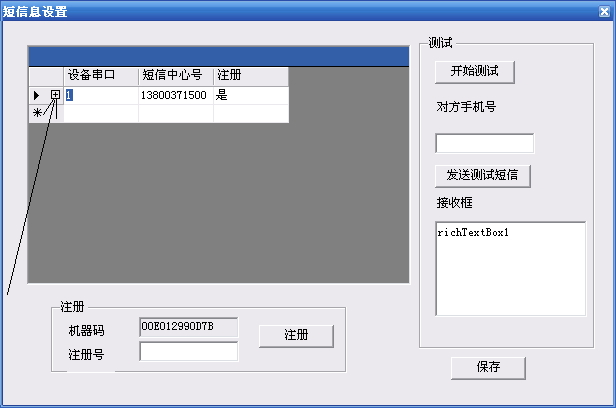 短信息设置
设备串口 短信中心号 注册
1 13800371500 是
测试
开始测试
对方手机号
发送测试短信
接收框
richTextBox1
注册
机器码 00E012990D7B
注册号
注册
保存